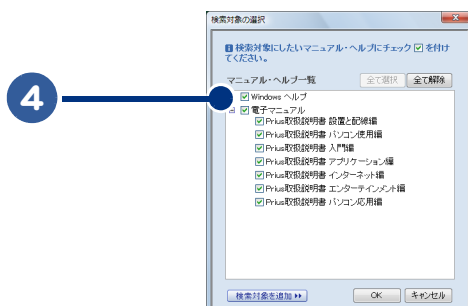 検索対象の選択
検索対象にしたいマニュアル・ヘルプにチェック ☑ を付け
てください。
マニュアル・ヘルプ一覧 全て選択 全て解除
Windows ヘルプ
電子マニュアル
Prius取扱説明書 設置と配線編
Prius取扱説明書 パソコン使用編
Prius取扱説明書 入門編
Prius取扱説明書 アプリケーション編
Prius取扱説明書 インターネット編
Prius取扱説明書 エンターテインメント編
Prius取扱説明書 パソコン応用編
4
検索対象を追加 OK キャンセル